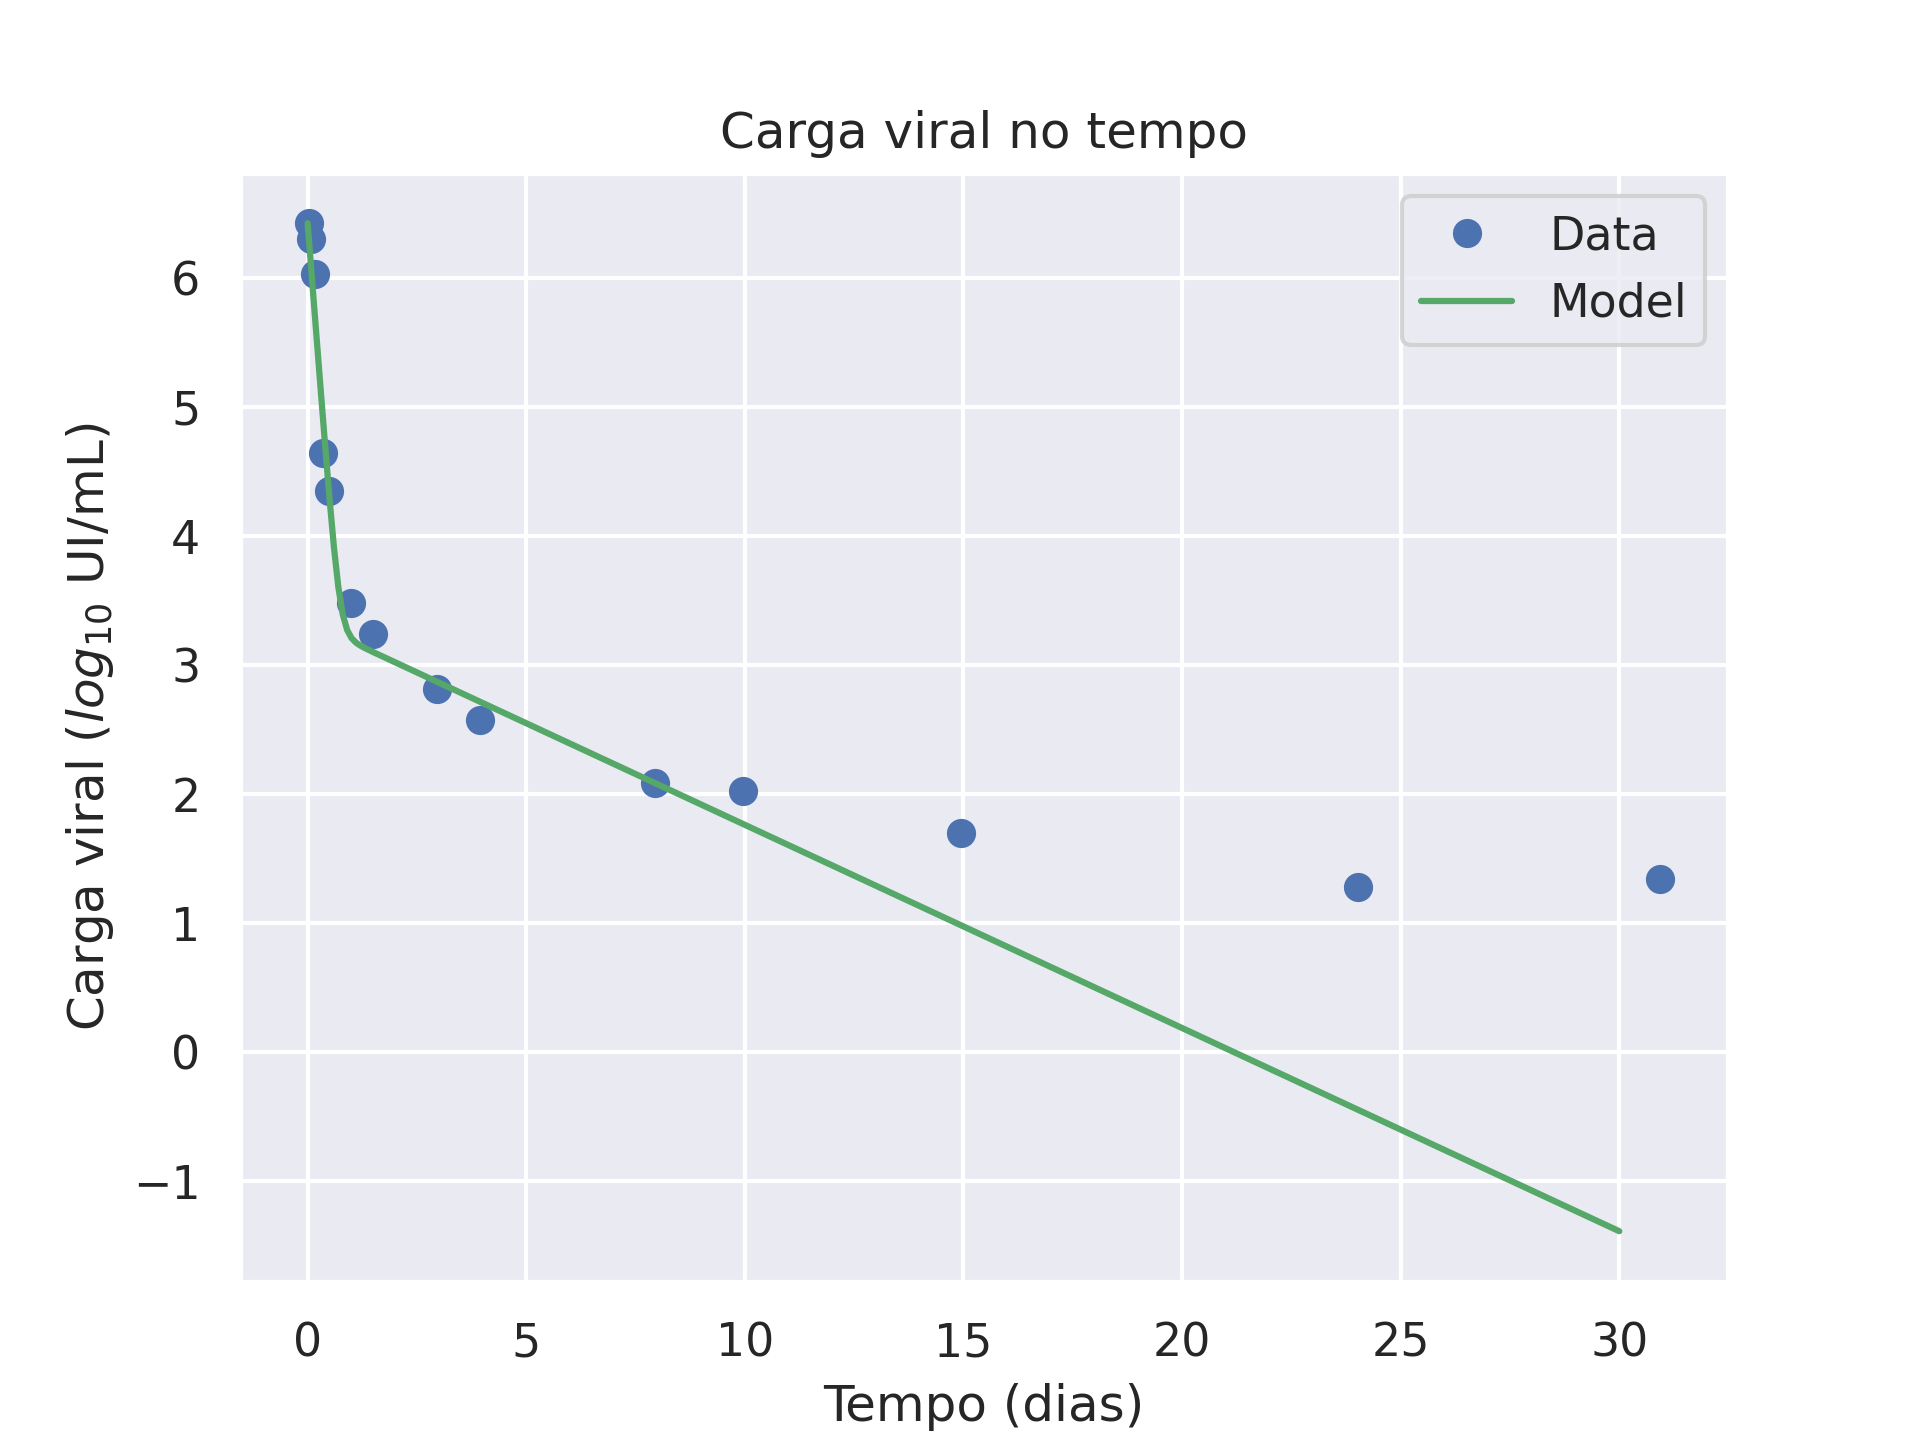 Carga viral no tempo
Data
Model
Carga viral (log₁₀ UI/mL)
6
5
4
3
2
1
0
−1
0 5 10 15 20 25 30
Tempo (dias)